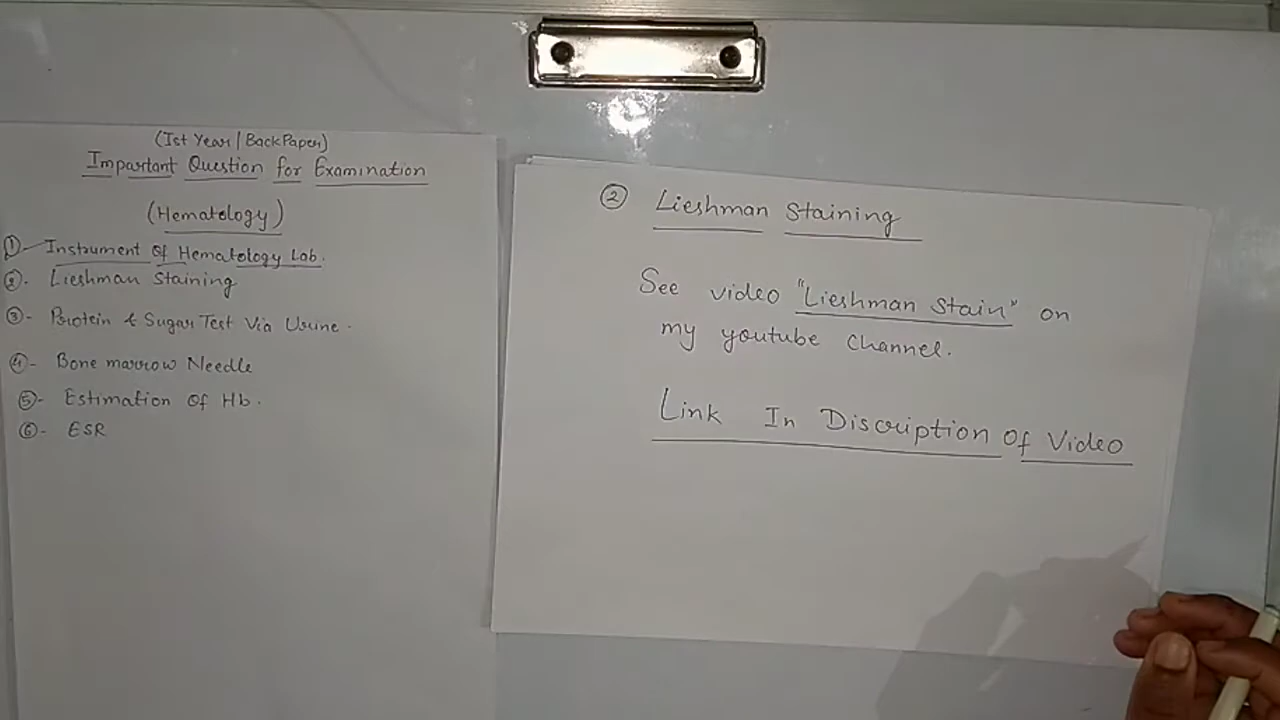 (Ist Year | Back Paper)
Important Question for Examination
(Hematology)
①- Instrument Of Hematology Lab.
②- Lieshman Staining
③- Protein & Sugar Test Via Urine.
④- Bone marrow Needle
⑤- Estimation Of Hb.
⑥- ESR
② Lieshman Staining
See video "Lieshman Stain" on
my youtube Channel.
Link In Discription Of Video